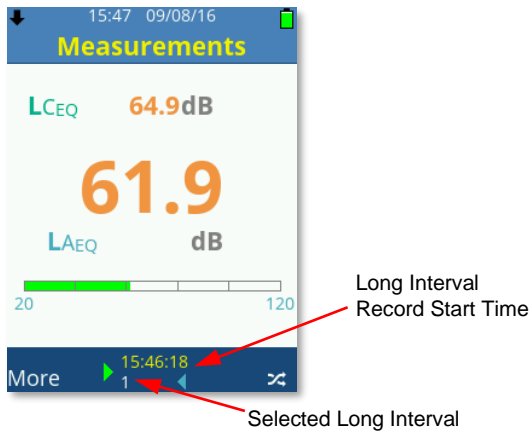 15:47 09/08/16
Measurements
LCEQ 64.9dB
61.9
LAEQ dB
20 120
Long Interval
Record Start Time
15:46:18
More 1
Selected Long Interval